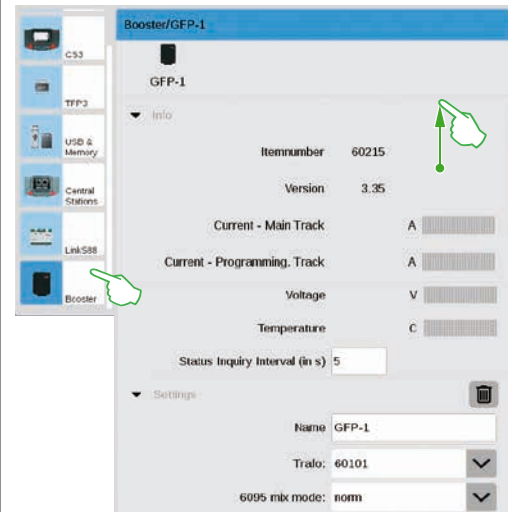 CS3
TFP3
USB &
Memory
Central
Stations
LinkS88
Booster
Booster/GFP-1
GFP-1
Info
Itemnumber 60215
Version 3.35
Current - Main Track A
Current - Programming. Track A
Voltage V
Temperature C
Status Inquiry Interval (in s) 5
Settings
Name GFP-1
Tralo: 60101
6095 mix mode: norm